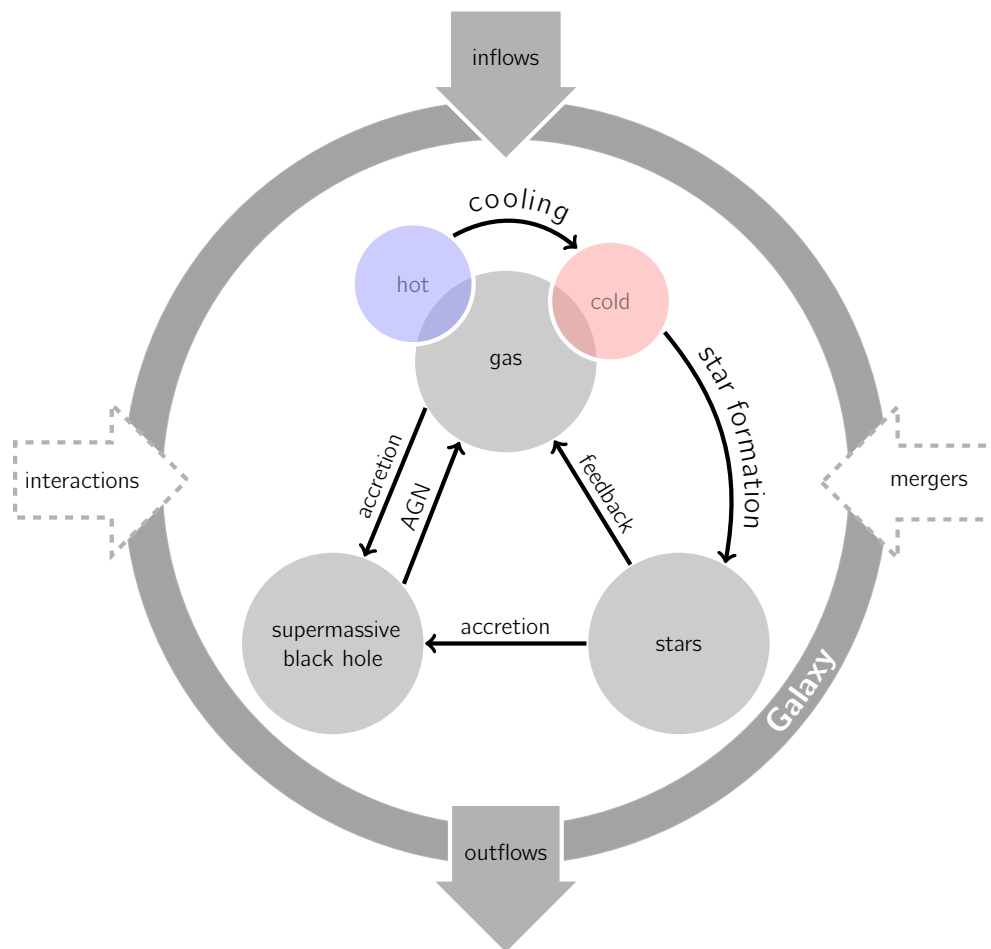 inflows
cooling
hot
cold
gas
star formation
accretion
AGN
feedback
interactions
mergers
supermassive
black hole
accretion
stars
Galaxy
outflows